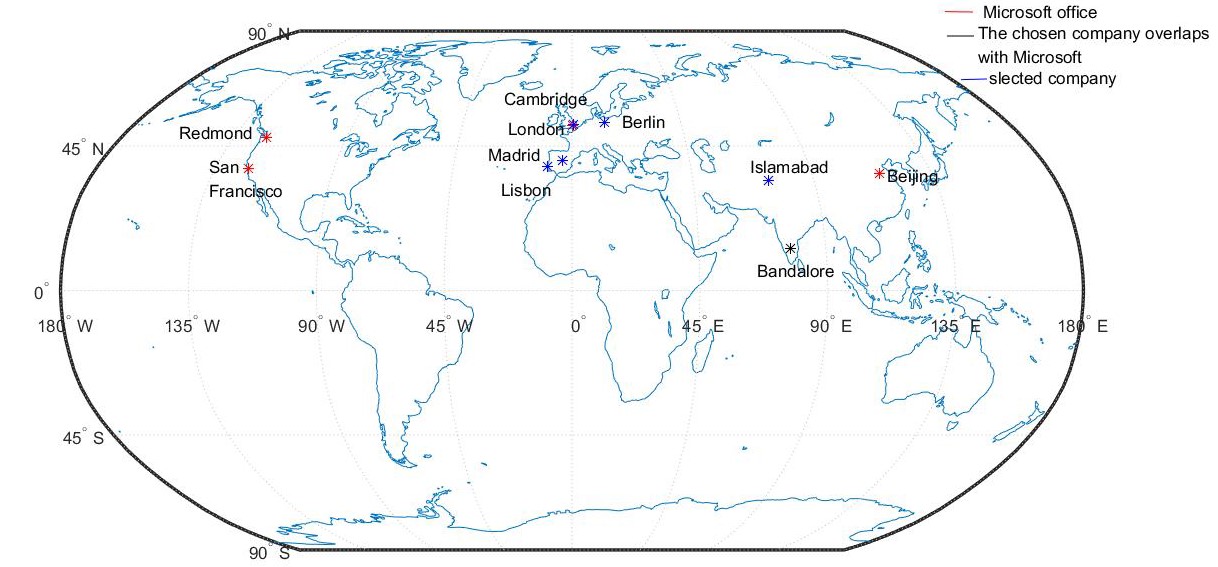 Microsoft office
The chosen company overlaps
with Microsoft
slected company
90° N
Cambridge
Redmond
London
Berlin
45° N
Madrid
San
Francisco
Lisbon
Islamabad
Beijing
Bandalore
0°
180° W
135° W
90° W
45° W
0°
45° E
90° E
135° E
180° E
45° S
90° S